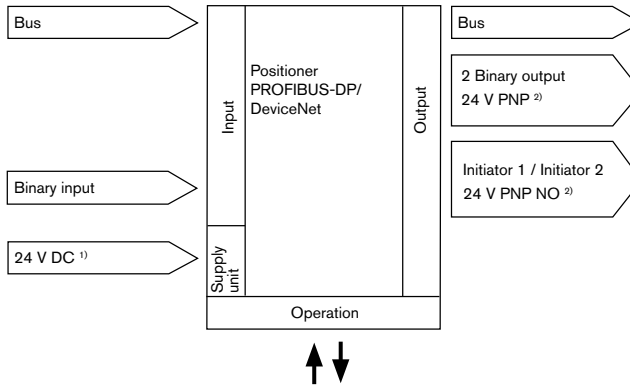 Bus
Binary input
24 V DC 1)
Input
Supply
unit
Positioner
PROFIBUS-DP/
DeviceNet
Output
Operation
Bus
2 Binary output
24 V PNP 2)
Initiator 1 / Initiator 2
24 V PNP NO 2)